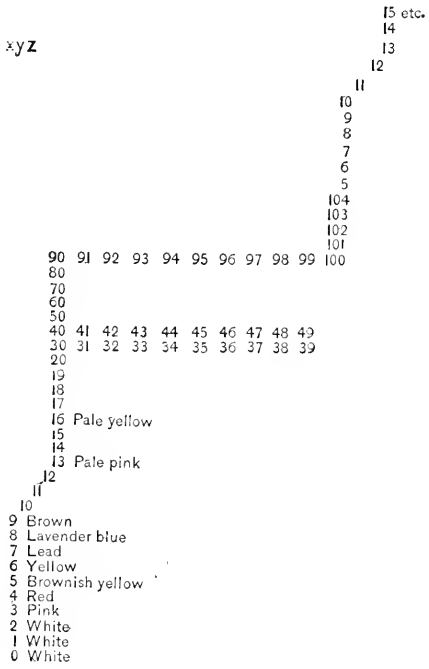 15 etc.
14
xyz
13
12
11
10
9
8
7
6
5
104
103
102
101
90 91 92 93 94 95 96 97 98 99 100
80
70
60
50
40 41 42 43 44 45 46 47 48 49
30 31 32 33 34 35 36 37 38 39
20
19
18
17
16 Pale yellow
15
14
13 Pale pink
12
11
10
9 Brown
8 Lavender blue
7 Lead
6 Yellow
5 Brownish yellow
4 Red
3 Pink
2 White
1 White
0 White